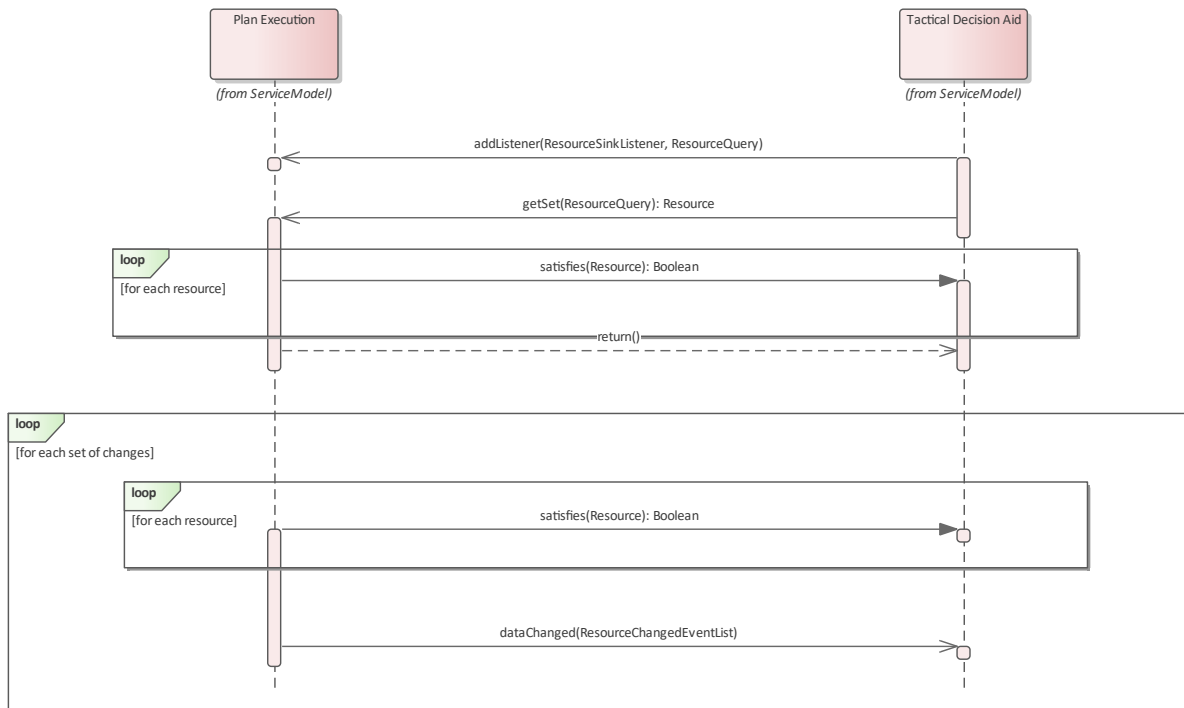 Plan Execution
Tactical Decision Aid
(from ServiceModel)
(from ServiceModel)
addListener(ResourceSinkListener, ResourceQuery)
getSet(ResourceQuery): Resource
loop
[for each resource]
satisfies(Resource): Boolean
return()
loop
[for each set of changes]
loop
[for each resource]
satisfies(Resource): Boolean
dataChanged(ResourceChangedEventList)